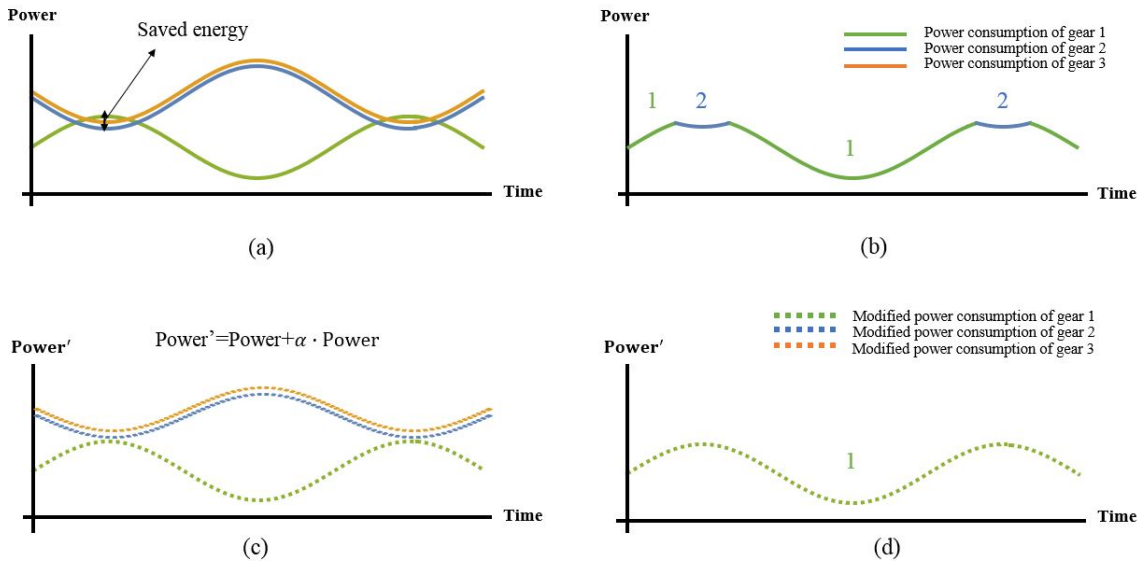 Power
Saved energy
Time
(a)
Power
Power consumption of gear 1
Power consumption of gear 2
Power consumption of gear 3
1
2
2
1
Time
(b)
Power’=Power+α · Power
Power′
Time
(c)
Modified power consumption of gear 1
Modified power consumption of gear 2
Modified power consumption of gear 3
Power′
1
Time
(d)